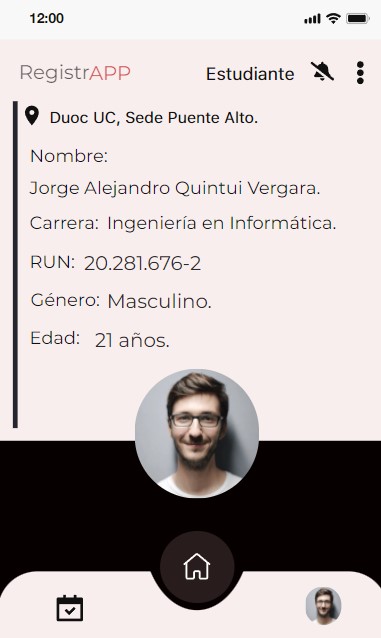 12:00
RegistrAPP Estudiante
Duoc UC, Sede Puente Alto.
Nombre:
Jorge Alejandro Quintui Vergara.
Carrera: Ingeniería en Informática.
RUN: 20.281.676-2
Género: Masculino.
Edad: 21 años.